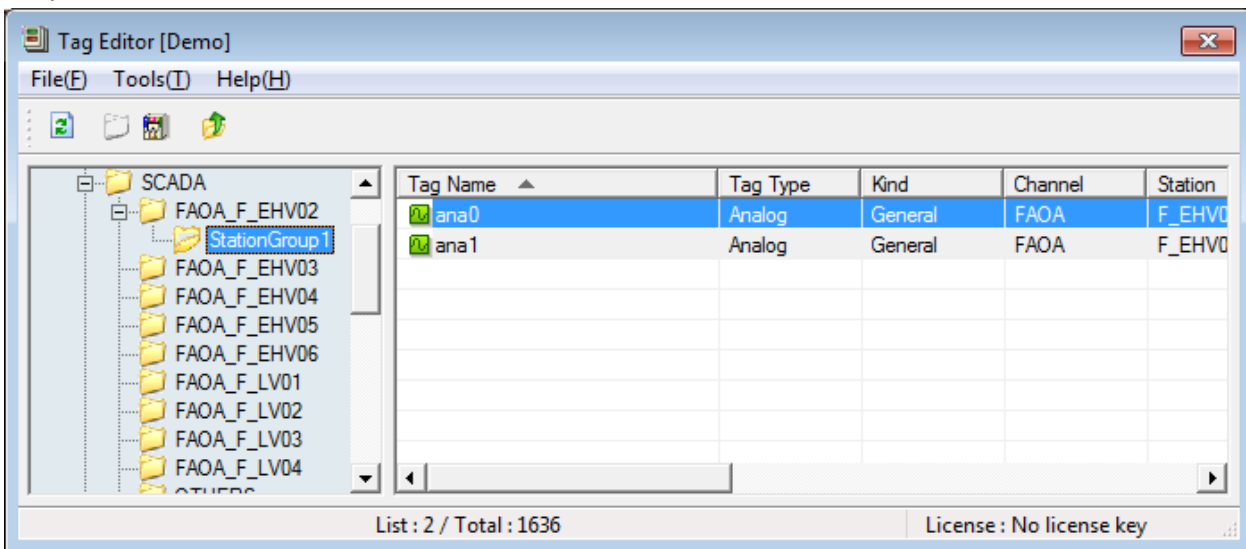 Tag Editor [Demo]
File(F) Tools(T) Help(H)
SCADA
FAOA_F_EHV02
StationGroup1
FAOA_F_EHV03
FAOA_F_EHV04
FAOA_F_EHV05
FAOA_F_EHV06
FAOA_F_LV01
FAOA_F_LV02
FAOA_F_LV03
FAOA_F_LV04
Tag Name Tag Type Kind Channel Station
ana0 Analog General FAOA F_EHV0
ana1 Analog General FAOA F_EHV0
List : 2 / Total : 1636 License : No license key